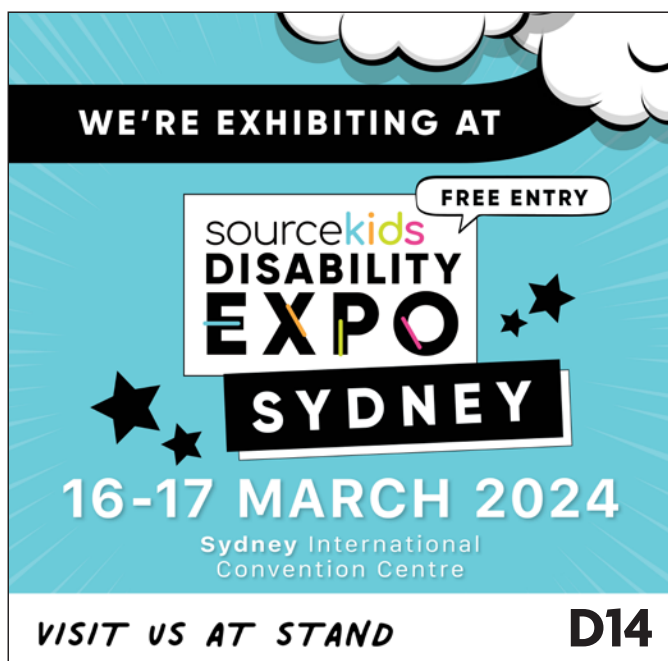 WE'RE EXHIBITING AT
FREE ENTRY
sourcekids
DISABILITY
EXPO
SYDNEY
16-17 MARCH 2024
Sydney International
Convention Centre
VISIT US AT STAND D14